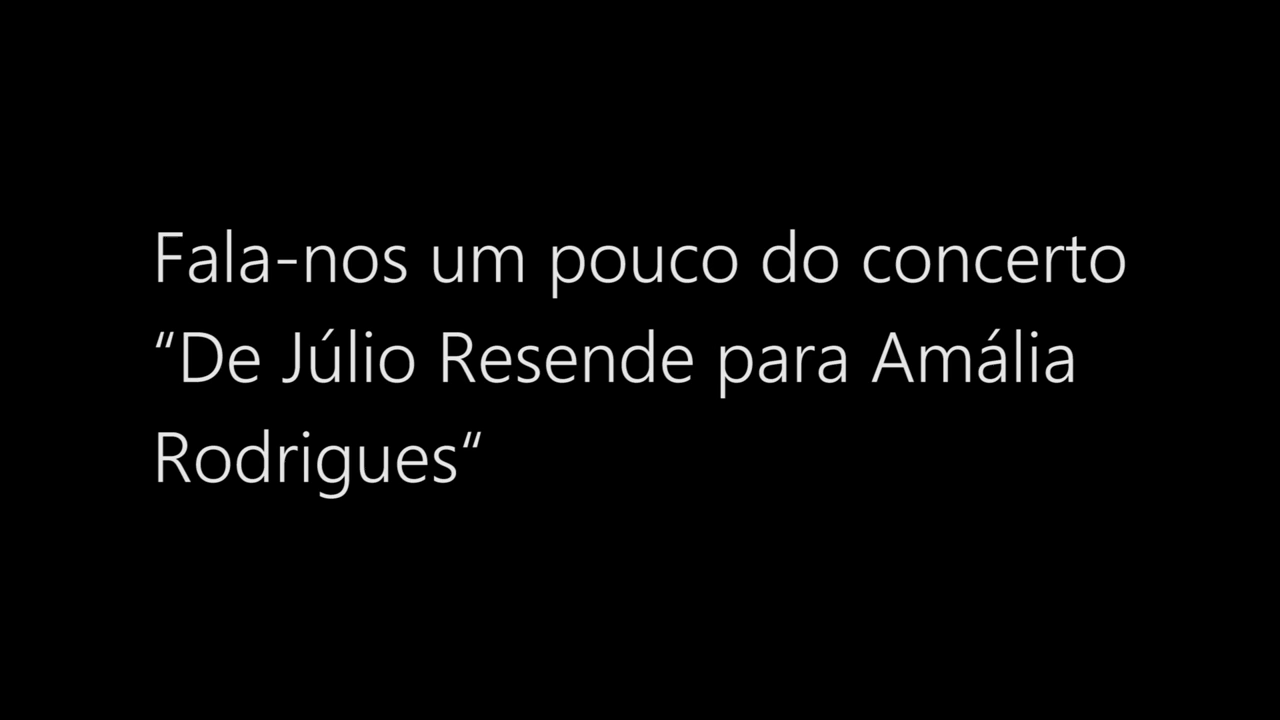 Fala-nos um pouco do concerto
“De Júlio Resende para Amália
Rodrigues“